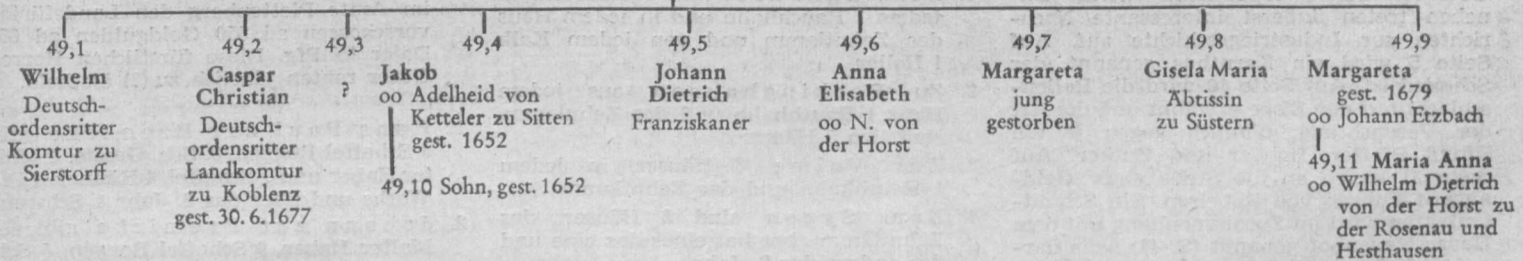 49,1
Wilhelm
Deutsch-
ordensritter
Komtur zu
Sierstorff
49,2
Caspar
Christian
Deutsch-
ordensritter
Landkomtur
zu Koblenz
gest. 30. 6.1677
49,3
?
49,4
Jakob
oo Adelheid von
Ketteler zu Sitten
gest. 1652
49,10 Sohn, gest. 1652
49,5
Johann
Dietrich
Franziskaner
49,6
Anna
Elisabeth
oo N. von
der Horst
49,7
Margareta
jung
gestorben
49,8
Gisela Maria
Äbtissin
zu Süstern
49,9
Margareta
gest. 1679
oo Johann Etzbach
49,11 Maria Anna
oo Wilhelm Dietrich
von der Horst zu
der Rosenau und
Hesthausen